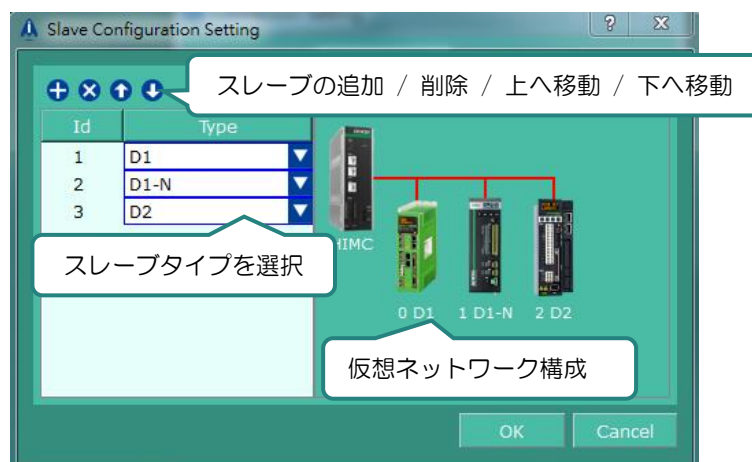 Slave Configuration Setting
スレーブの追加 / 削除 / 上へ移動 / 下へ移動
Id Type
1 D1
2 D1-N
3 D2
HIMC
スレーブタイプを選択
0 D1 1 D1-N 2 D2
仮想ネットワーク構成
OK Cancel